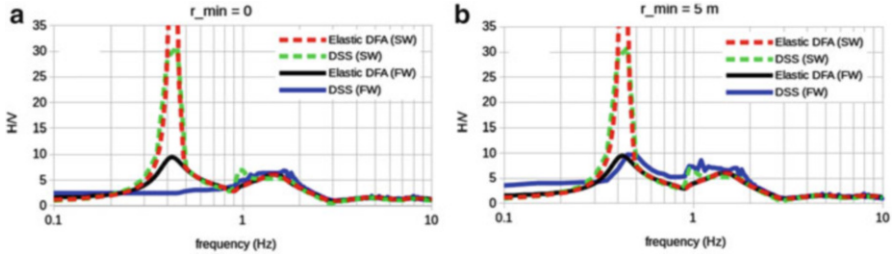 a
r_min = 0
35
30
25
20
15
10
5
0
H/V
Elastic DFA (SW)
DSS (SW)
Elastic DFA (FW)
DSS (FW)
0.1
1
10
frequency (Hz)
b
r_min = 5 m
35
30
25
20
15
10
5
0
H/V
Elastic DFA (SW)
DSS (SW)
Elastic DFA (FW)
DSS (FW)
0.1
1
10
frequency (Hz)